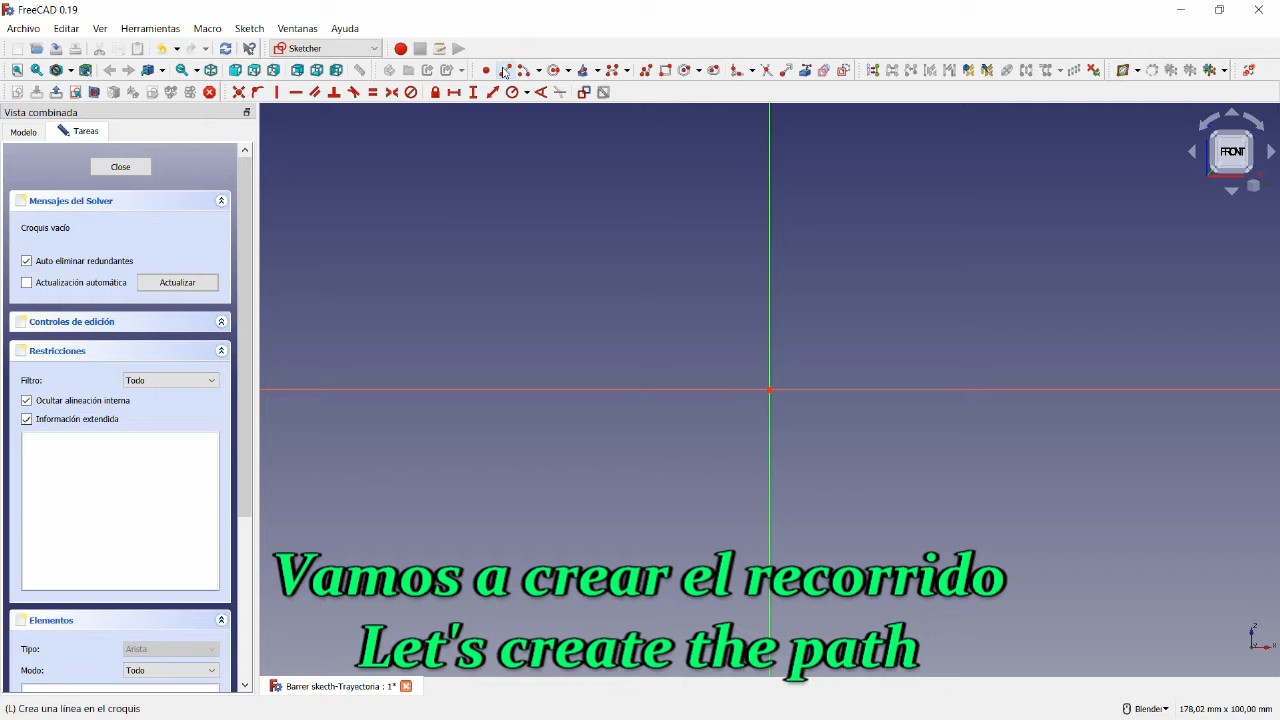 FreeCAD 0.19
Archivo Editar Ver Herramientas Macro Sketch Ventanas Ayuda
Sketcher
Vista combinada
Modelo Tareas
Close
Mensajes del Solver
Croquis vacío
Auto eliminar redundantes
Actualización automática Actualizar
Controles de edición
Restricciones
Filtro: Todo
Ocultar alineación interna
Información extendida
Elementos
Tipo: Arista
Modo: Todo
FRONT
Vamos a crear el recorrido
Let's create the path
Z
X
Barrer skecth-Trayectoria : 1*
(L) Crea una línea en el croquis
Blender 178,02 mm x 100,00 mm